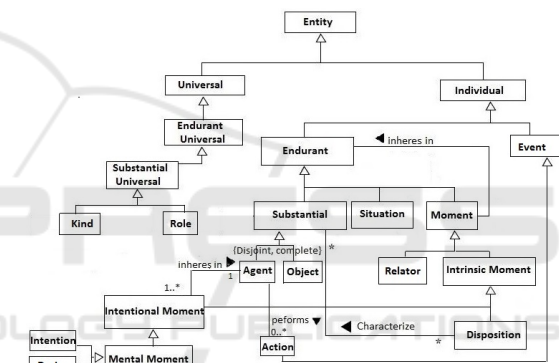 Entity
Universal
Individual
Endurant
Universal
Endurant
◀ inheres in
Event
Substantial
Universal
Kind
Role
Substantial
Situation
Moment
{Disjoint, complete}
*
inheres in ▶
1
Agent
Object
Relator
Intrinsic Moment
1..*
Intentional Moment
peforms ▼
0..*
◀ Characterize
*
Disposition
Intention
Action
Mental Moment